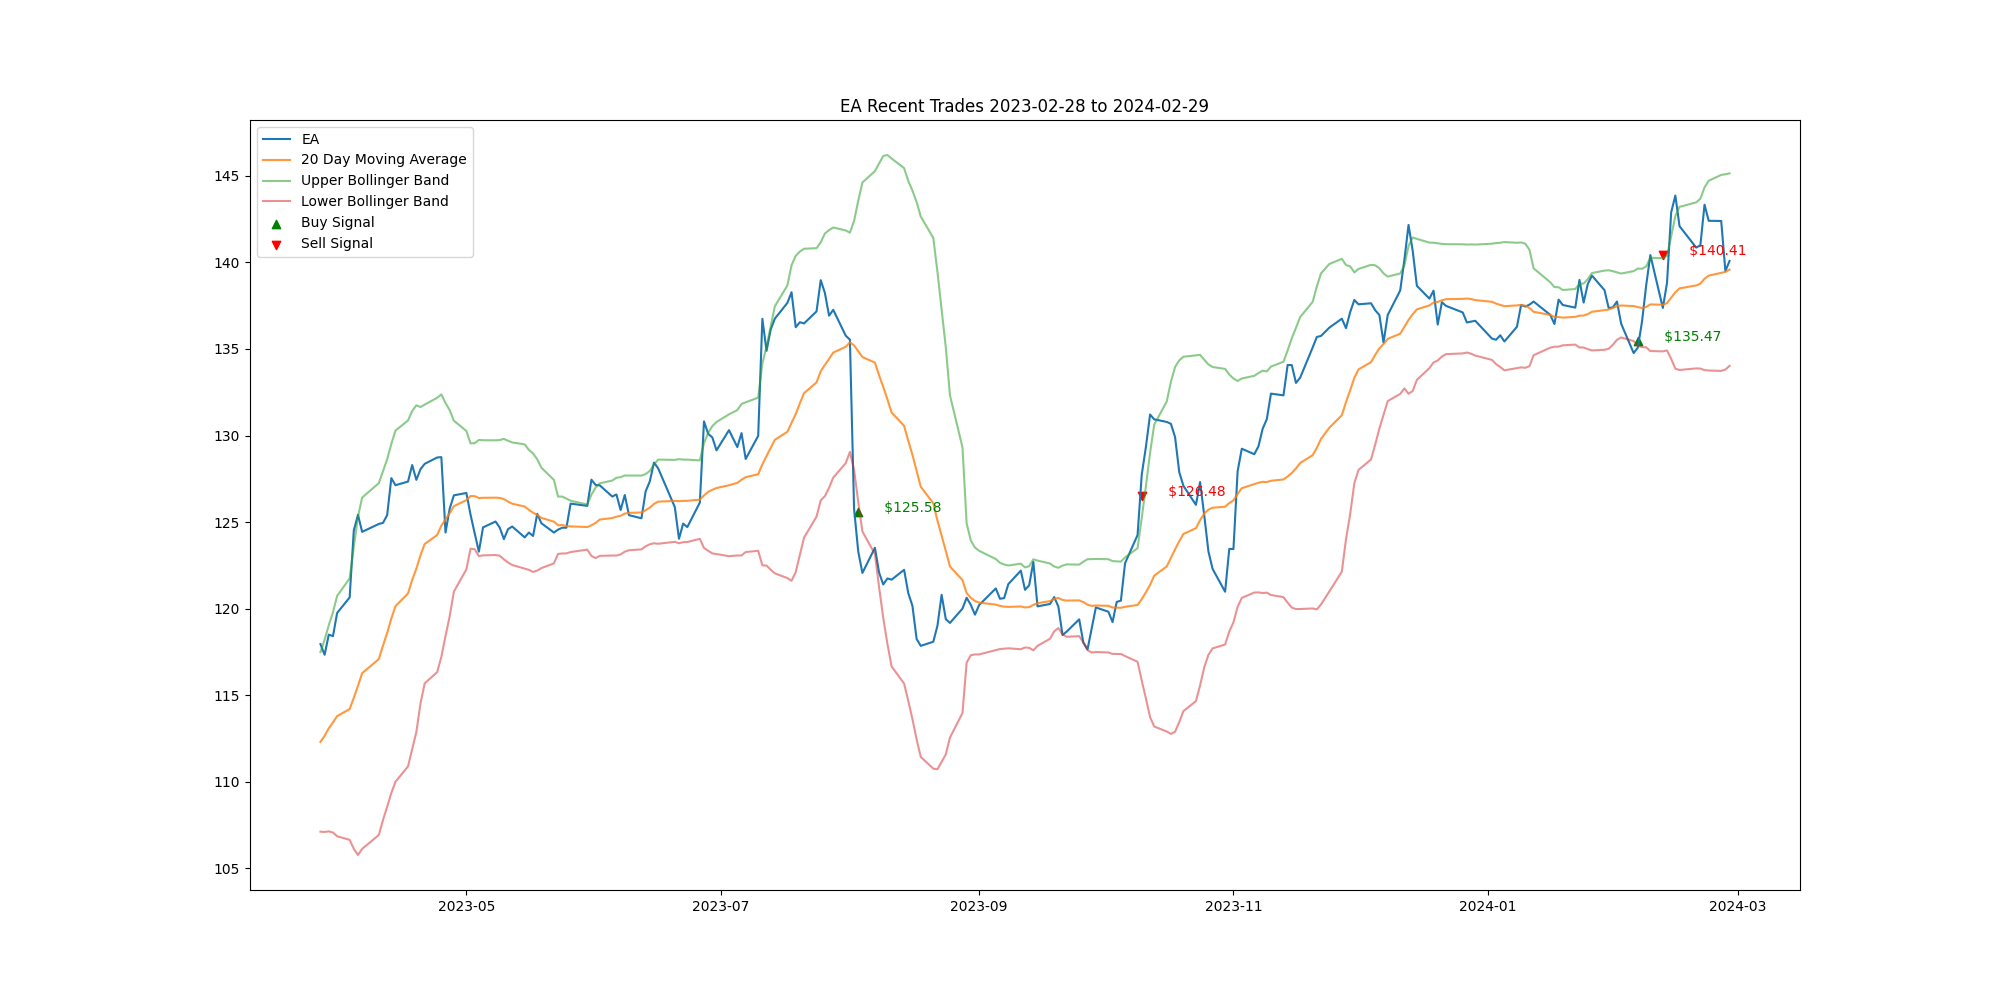 EA Recent Trades 2023-02-28 to 2024-02-29
EA
20 Day Moving Average
Upper Bollinger Band
Lower Bollinger Band
Buy Signal
Sell Signal
145
140
135
130
125
120
115
110
105
$140.41
$135.47
$126.48
$125.58
2023-05
2023-07
2023-09
2023-11
2024-01
2024-03